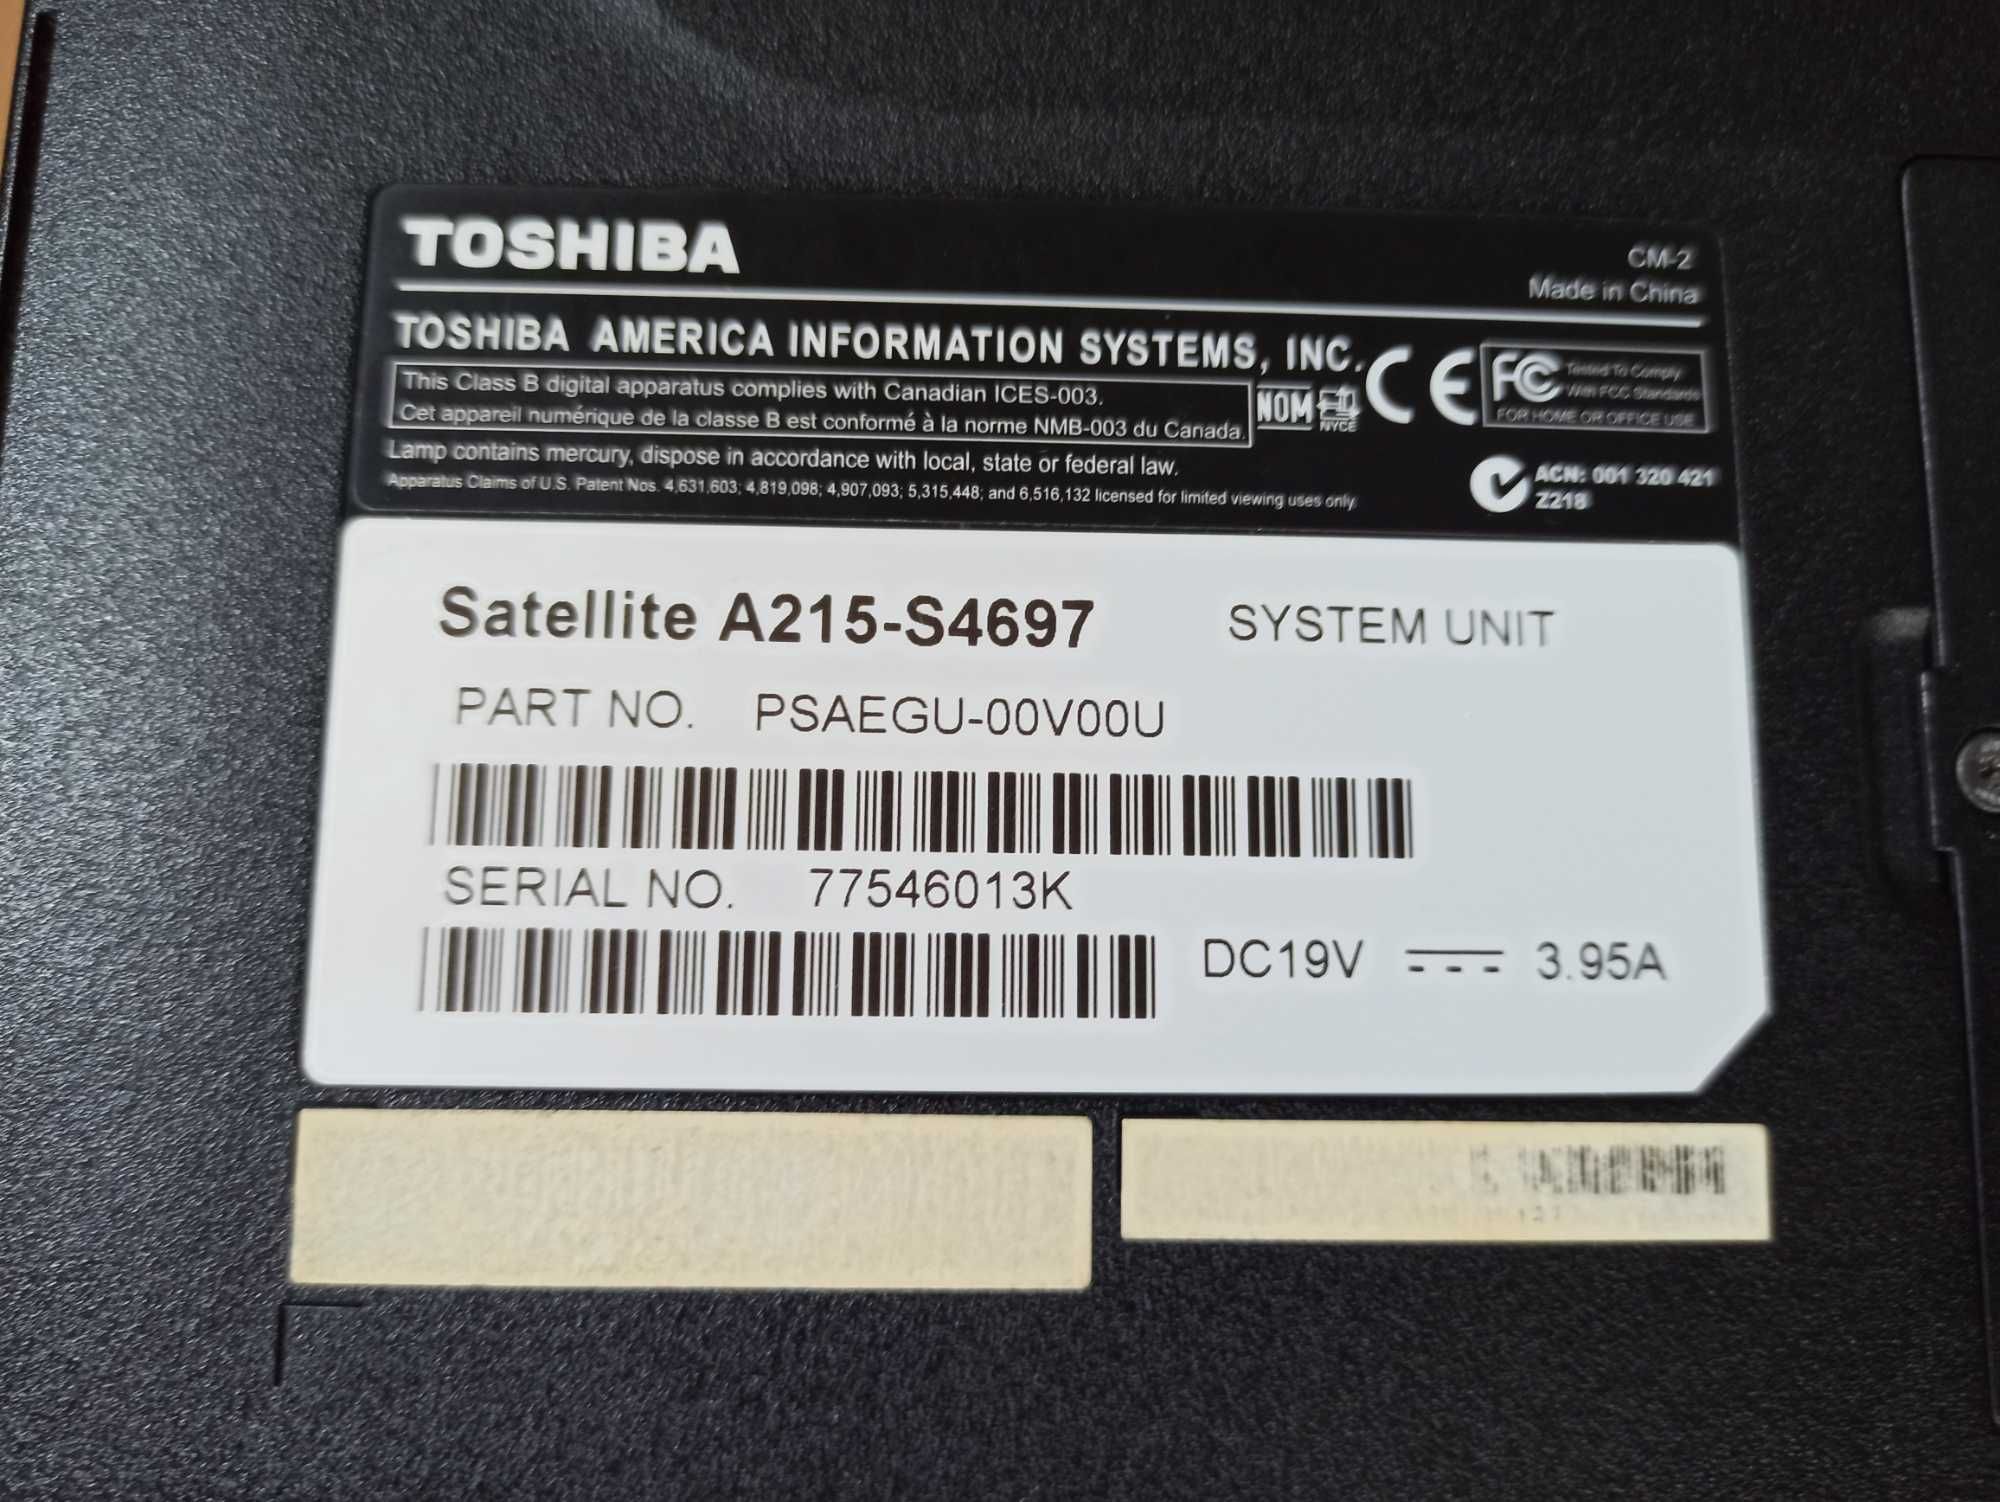 TOSHIBA
CM-2
Made in China
TOSHIBA AMERICA INFORMATION SYSTEMS, INC.
This Class B digital apparatus complies with Canadian ICES-003.
Cet appareil numérique de la classe B est conformé à la norme NMB-003 du Canada.
NOM
NYCE
CE
FC
Tested To Comply
With FCC Standards
FOR HOME OR OFFICE USE
Lamp contains mercury, dispose in accordance with local, state or federal law.
Apparatus Claims of U.S. Patent Nos. 4,631,603; 4,819,098; 4,907,093; 5,315,448; and 6,516,132 licensed for limited viewing uses only.
ACN: 001 320 421
Z218
Satellite A215-S4697 SYSTEM UNIT
PART NO. PSAEGU-00V00U
SERIAL NO. 77546013K
DC19V 3.95A